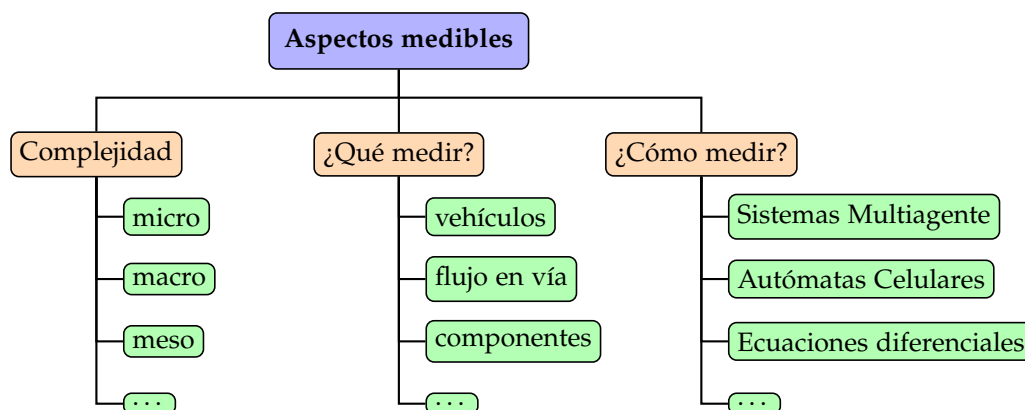 Aspectos medibles
Complejidad
micro
macro
meso
...
¿Qué medir?
vehículos
flujo en vía
componentes
...
¿Cómo medir?
Sistemas Multiagente
Autómatas Celulares
Ecuaciones diferenciales
...